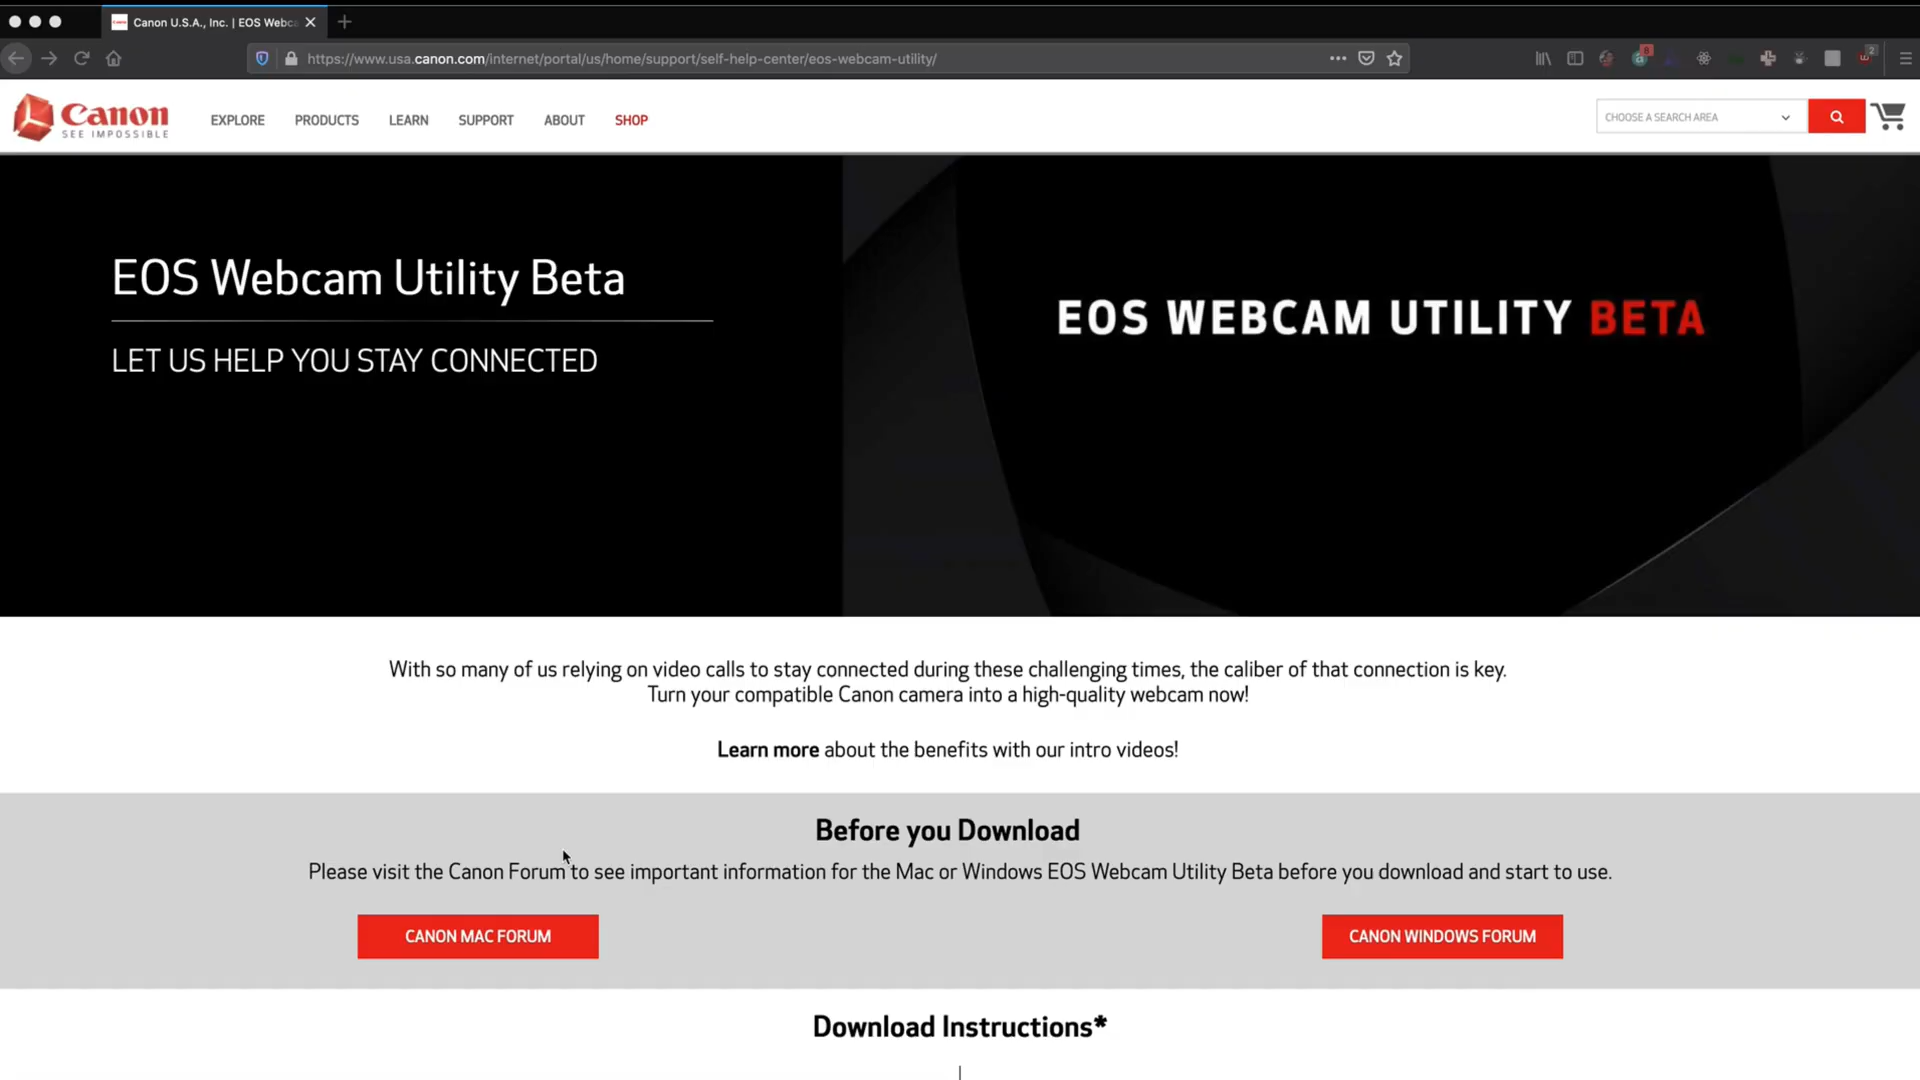 Canon U.S.A., Inc. | EOS Webca
https://www.usa.canon.com/internet/portal/us/home/support/self-help-center/eos-webcam-utility/
8
2
Canon
SEE IMPOSSIBLE
EXPLORE
PRODUCTS
LEARN
SUPPORT
ABOUT
SHOP
CHOOSE A SEARCH AREA
EOS Webcam Utility Beta
LET US HELP YOU STAY CONNECTED
EOS WEBCAM UTILITY BETA
With so many of us relying on video calls to stay connected during these challenging times, the caliber of that connection is key.
Turn your compatible Canon camera into a high-quality webcam now!
Learn more about the benefits with our intro videos!
Before you Download
Please visit the Canon Forum to see important information for the Mac or Windows EOS Webcam Utility Beta before you download and start to use.
CANON MAC FORUM
CANON WINDOWS FORUM
Download Instructions*